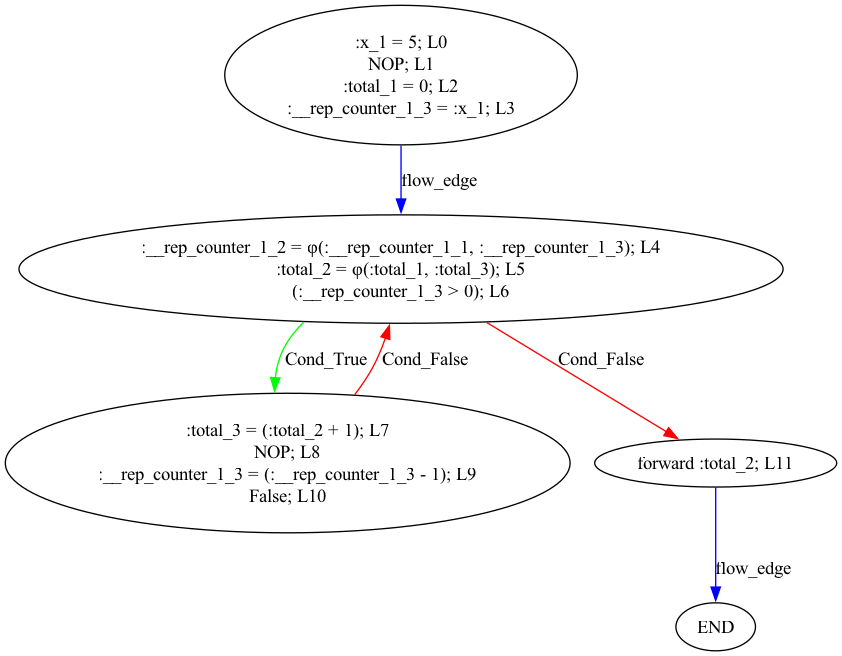 :x_1 = 5; L0
NOP; L1
:total_1 = 0; L2
:__rep_counter_1_3 = :x_1; L3
flow_edge
:__rep_counter_1_2 = φ(:__rep_counter_1_1, :__rep_counter_1_3); L4
:total_2 = φ(:total_1, :total_3); L5
(:__rep_counter_1_3 > 0); L6
Cond_True
Cond_False
Cond_False
:total_3 = (:total_2 + 1); L7
NOP; L8
:__rep_counter_1_3 = (:__rep_counter_1_3 - 1); L9
False; L10
forward :total_2; L11
flow_edge
END